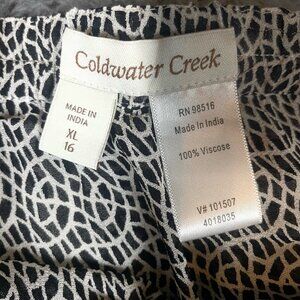 Coldwater Creek
MADE IN
INDIA
XL
16
RN 98516
Made In India
100% Viscose
V# 101507
4018035